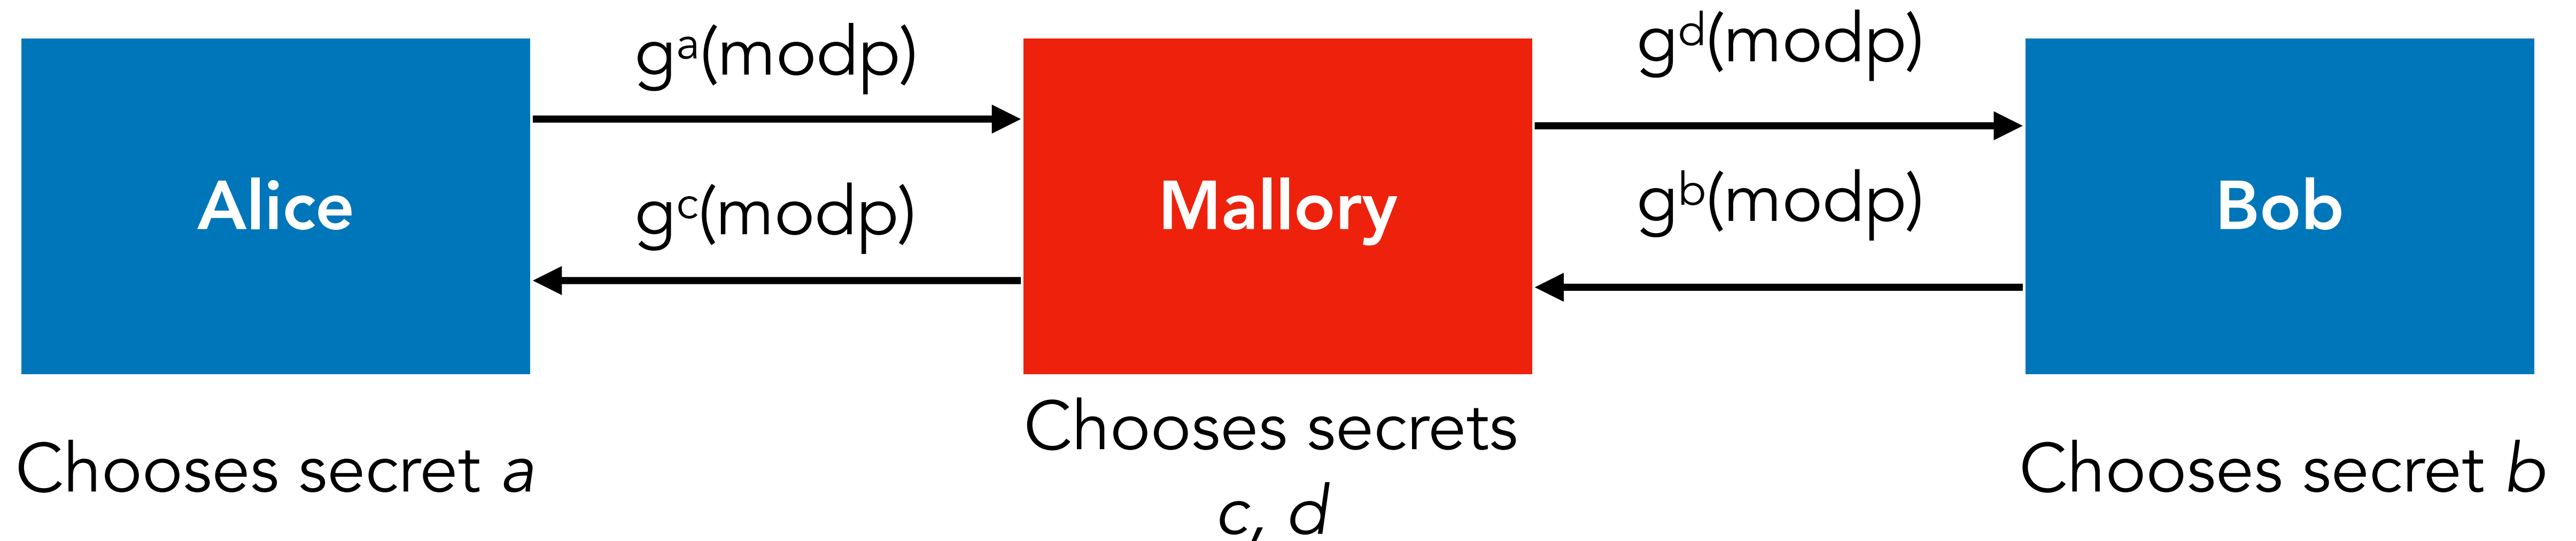 gᵃ(modp)
gᵈ(modp)
Alice
gᶜ(modp)
Mallory
gᵇ(modp)
Bob
Chooses secret a
Chooses secrets
c, d
Chooses secret b